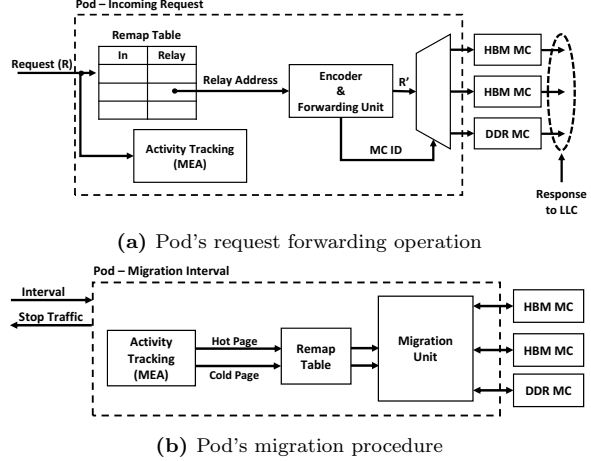 Pod – Incoming Request
Remap Table
In Relay
Request (R)
Relay Address
Encoder
&
Forwarding Unit
R'
MC ID
Activity Tracking
(MEA)
HBM MC
HBM MC
DDR MC
Response
to LLC
(a) Pod's request forwarding operation
Pod – Migration Interval
Interval
Stop Traffic
Activity
Tracking
(MEA)
Hot Page
Cold Page
Remap
Table
Migration
Unit
HBM MC
HBM MC
DDR MC
(b) Pod's migration procedure